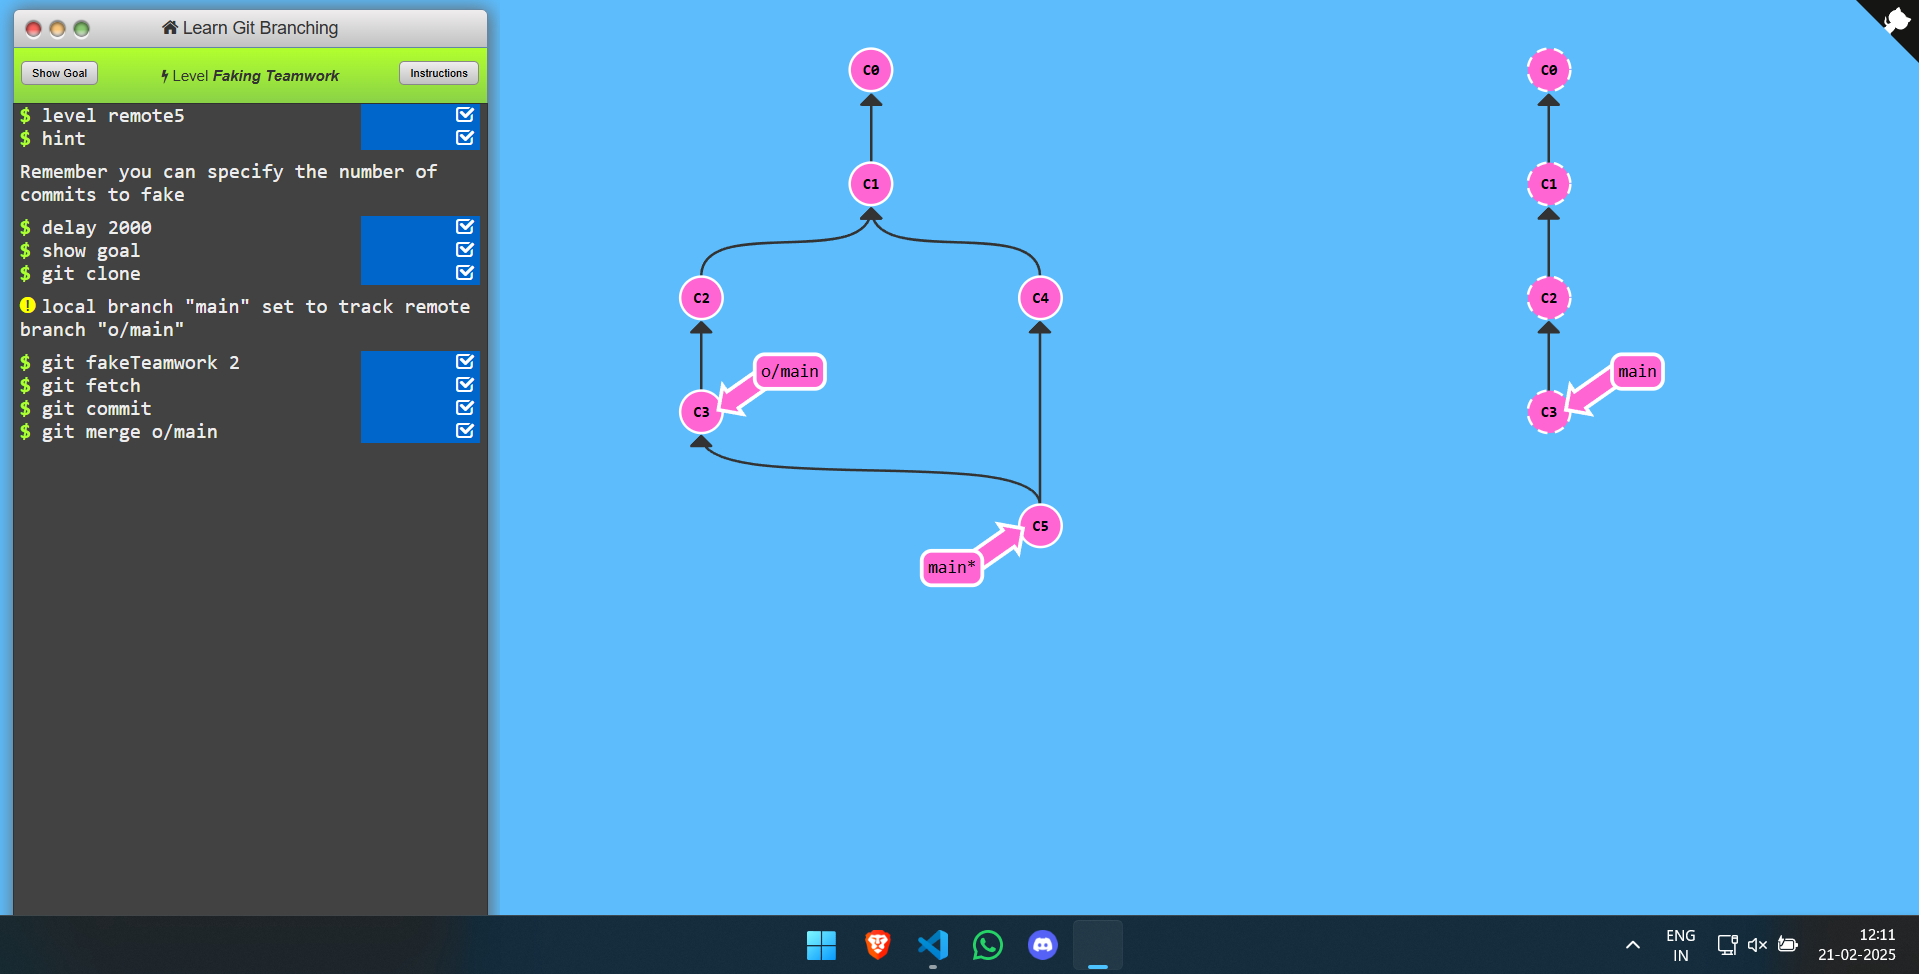 Learn Git Branching
Show Goal
Level Faking Teamwork
Instructions
$ level remote5
$ hint
Remember you can specify the number of
commits to fake
$ delay 2000
$ show goal
$ git clone
local branch "main" set to track remote
branch "o/main"
$ git fakeTeamwork 2
$ git fetch
$ git commit
$ git merge o/main
C0
C1
C2
C4
o/main
C3
C5
main*
C0
C1
C2
main
C3
ENG
IN
12:11
21-02-2025